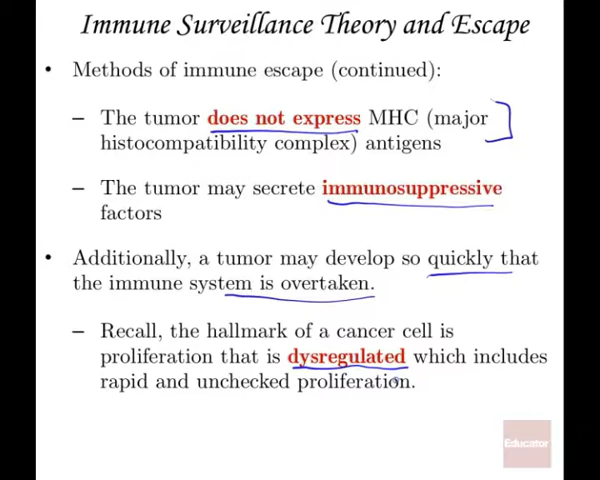 Immune Surveillance Theory and Escape
• Methods of immune escape (continued):
– The tumor does not express MHC (major
histocompatibility complex) antigens
– The tumor may secrete immunosuppressive
factors
• Additionally, a tumor may develop so quickly that
the immune system is overtaken.
– Recall, the hallmark of a cancer cell is
proliferation that is dysregulated which includes
rapid and unchecked proliferation.
Educator